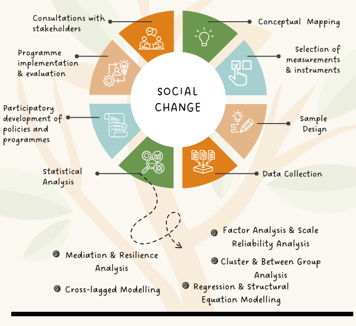 Consultations with
stakeholders
Conceptual Mapping
Programme
implementation
& evaluation
Selection of
measurements
& instruments
SOCIAL
CHANGE
Participatory
development of
policies and
programmes
Sample
Design
Statistical
Analysis
Data Collection
Factor Analysis & Scale
Reliability Analysis
Mediation & Resilience
Analysis
Cluster & Between Group
Analysis
Cross-lagged Modelling
Regression & Structural
Equation Modelling